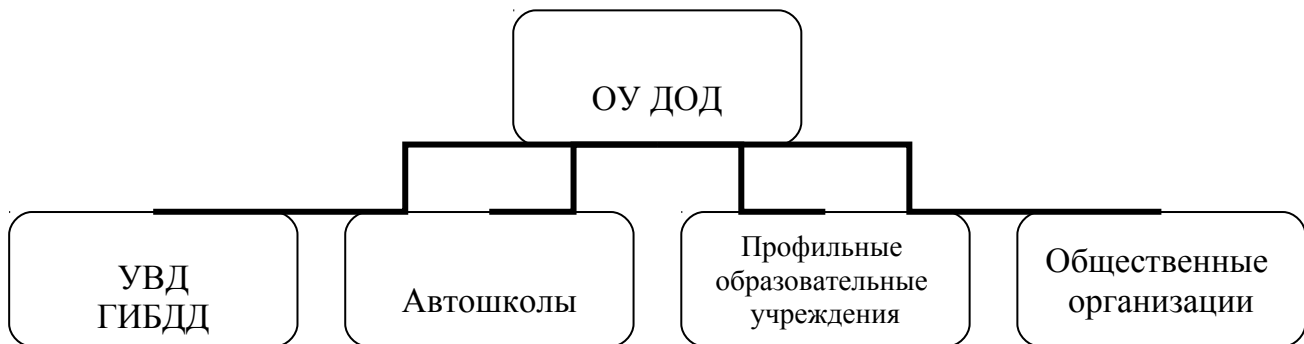 ОУ ДОД
УВД
ГИБДД
Автошколы
Профильные
образовательные
учреждения
Общественные
организации